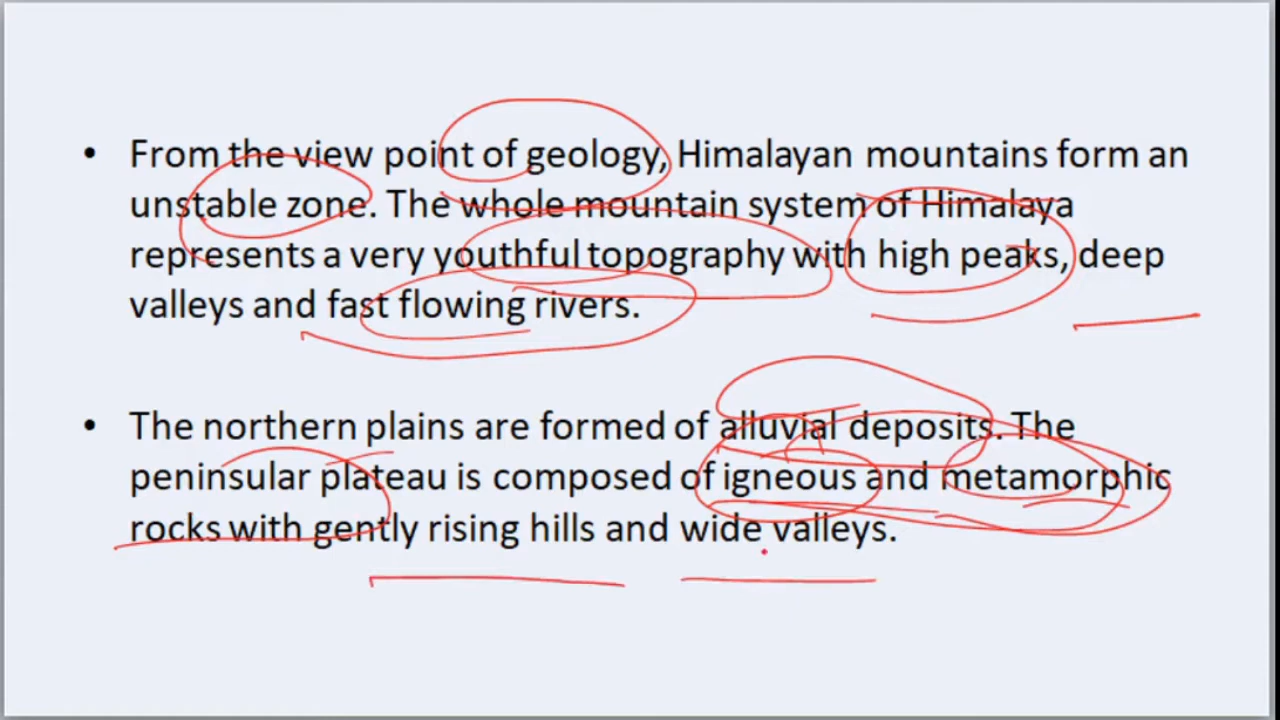 • From the view point of geology, Himalayan mountains form an
unstable zone. The whole mountain system of Himalaya
represents a very youthful topography with high peaks, deep
valleys and fast flowing rivers.
• The northern plains are formed of alluvial deposits. The
peninsular plateau is composed of igneous and metamorphic
rocks with gently rising hills and wide valleys.